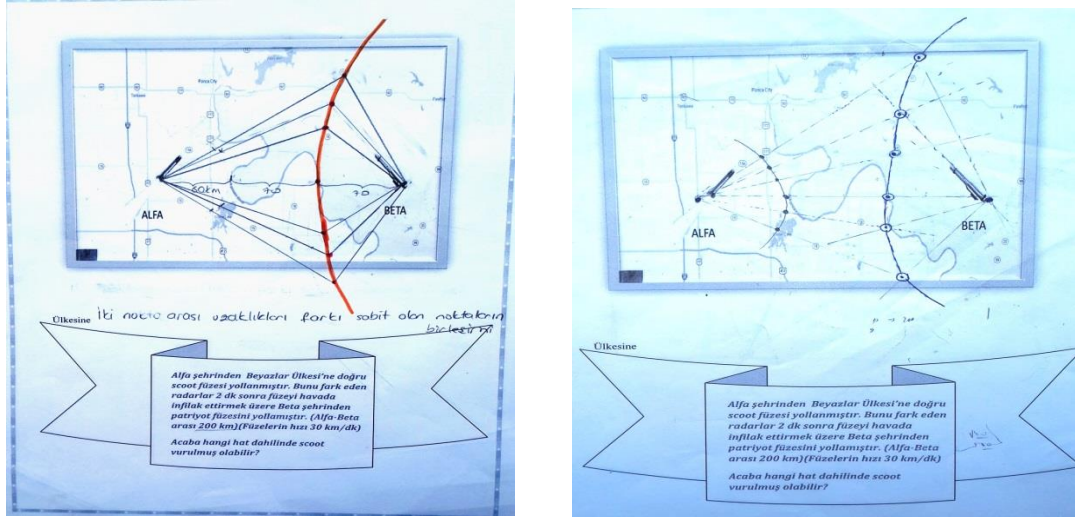 Ponca City
60km
70
70
ALFA
BETA
Ülkesine
İki nokta arası uzaklıkları farkı sabit olan noktaların
birleşimi
Alfa şehrinden Beyazlar Ülkesi'ne doğru
scoot füzesi yollanmıştır. Bunu fark eden
radarlar 2 dk sonra füzeyi havada
infilak ettirmek üzere Beta şehrinden
patriyot füzesini yollamıştır. (Alfa-Beta
arası 200 km)(Füzelerin hızı 30 km/dk)
Acaba hangi hat dahilinde scoot
vurulmuş olabilir?
Ponca City
ALFA
BETA
Ülkesine
Alfa şehrinden Beyazlar Ülkesi'ne doğru
scoot füzesi yollanmıştır. Bunu fark eden
radarlar 2 dk sonra füzeyi havada
infilak ettirmek üzere Beta şehrinden
patriyot füzesini yollamıştır. (Alfa-Beta
arası 200 km)(Füzelerin hızı 30 km/dk)
Acaba hangi hat dahilinde scoot
vurulmuş olabilir?